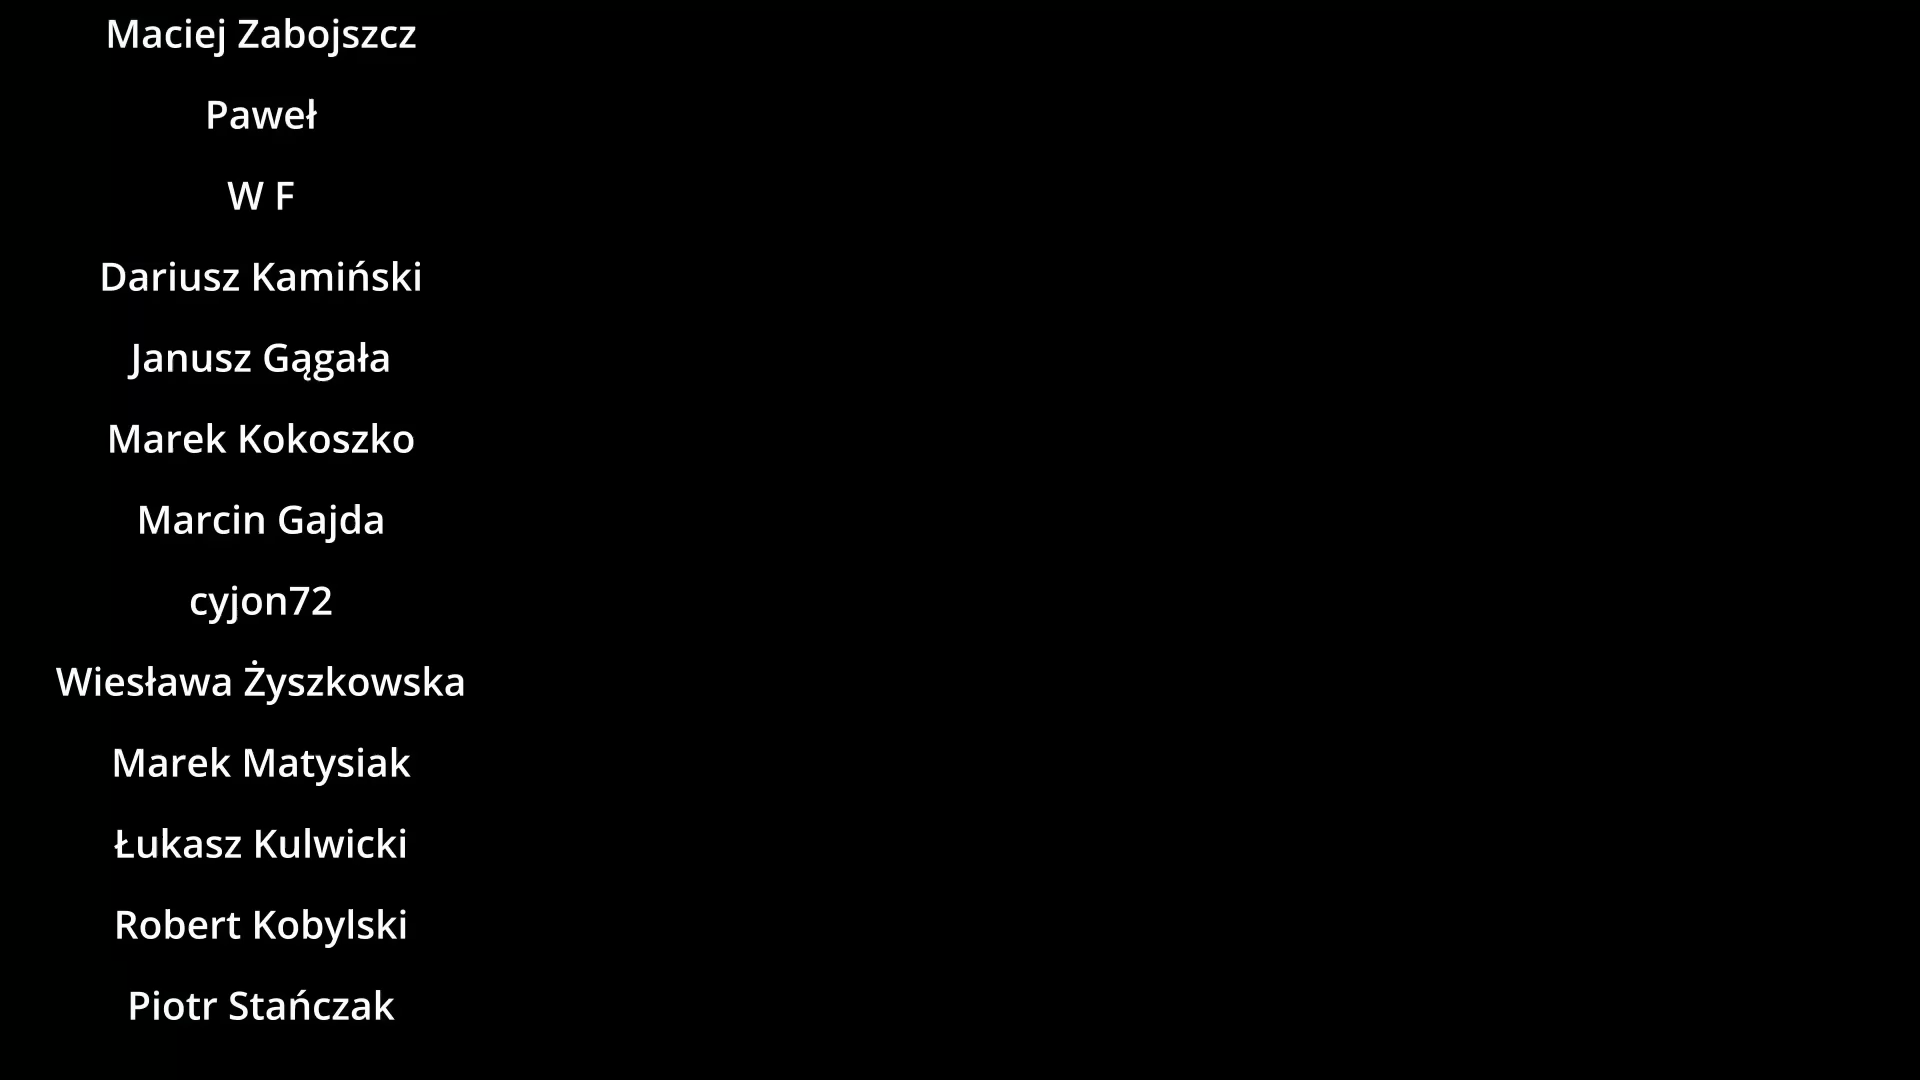 Maciej Zabojszcz
Paweł
W F
Dariusz Kamiński
Janusz Gągała
Marek Kokoszko
Marcin Gajda
cyjon72
Wiesława Żyszkowska
Marek Matysiak
Łukasz Kulwicki
Robert Kobylski
Piotr Stańczak